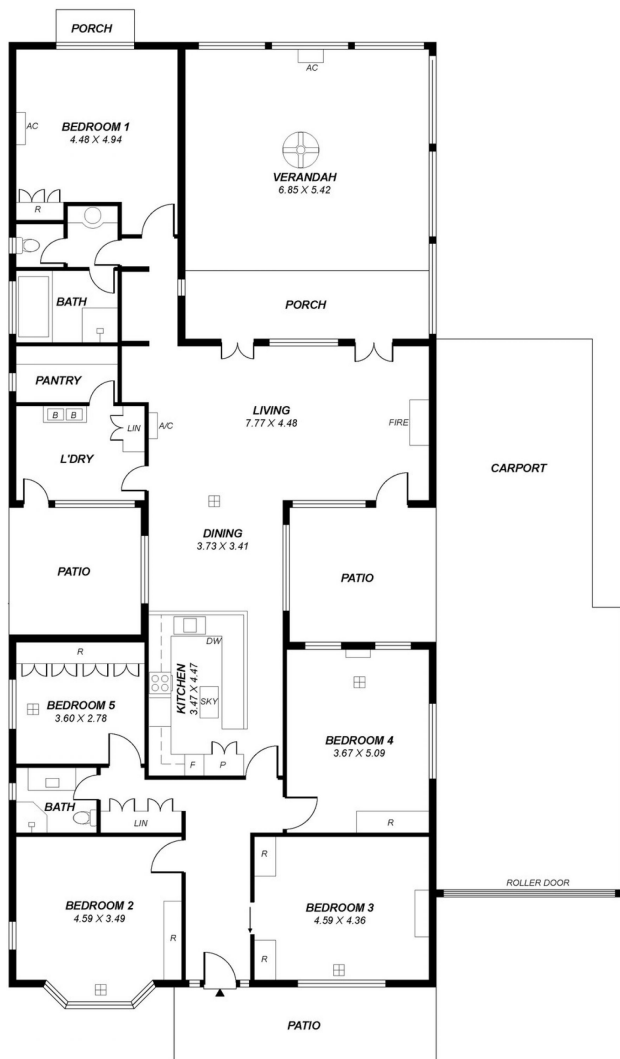 PORCH
AC
BEDROOM 1
4.48 X 4.94
AC
R
VERANDAH
6.85 X 5.42
BATH
PORCH
PANTRY
B B
LIN
A/C
L'DRY
LIVING
7.77 X 4.48
FIRE
CARPORT
DINING
3.73 X 3.41
PATIO
PATIO
R
DW
KITCHEN
3.47 X 4.47
SKY
BEDROOM 5
3.60 X 2.78
BEDROOM 4
3.67 X 5.09
F
P
BATH
LIN
R
BEDROOM 2
4.59 X 3.49
R
R
BEDROOM 3
4.59 X 4.36
R
ROLLER DOOR
PATIO